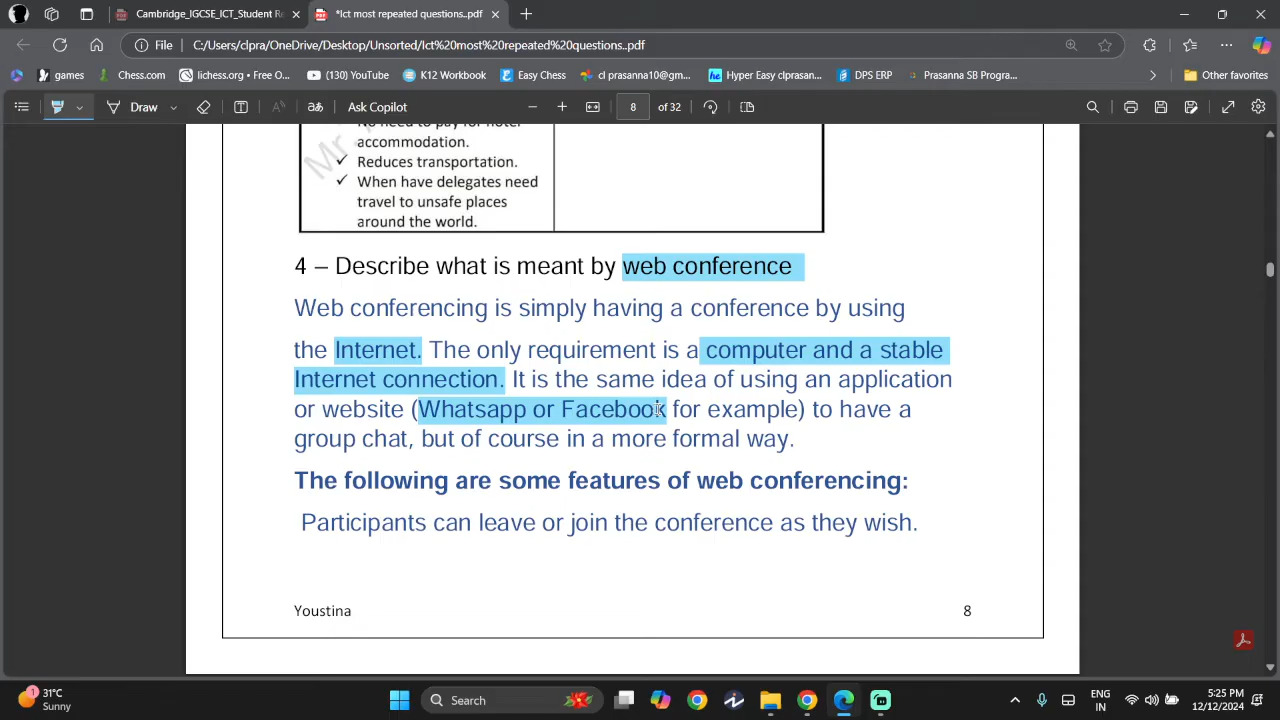 Cambridge_IGCSE_ICT_Student Re
*Ict most repeated questions..pdf
File
C:/Users/clpra/OneDrive/Desktop/Unsorted/Ict%20most%20repeated%20questions..pdf
games
Chess.com
lichess.org • Free O...
(130) YouTube
K12 Workbook
Easy Chess
cl prasanna10@gm...
Hyper Easy clprasan...
DPS ERP
Prasanna SB Progra...
Other favorites
Draw
Ask Copilot
8
of 32
accommodation.
✓ Reduces transportation.
✓ When have delegates need
travel to unsafe places
around the world.
4 – Describe what is meant by web conference
Web conferencing is simply having a conference by using
the Internet. The only requirement is a computer and a stable
Internet connection. It is the same idea of using an application
or website (Whatsapp or Facebook for example) to have a
group chat, but of course in a more formal way.
The following are some features of web conferencing:
Participants can leave or join the conference as they wish.
Youstina
8
1
31°C
Sunny
Search
ENG
IN
5:25 PM
12/12/2024